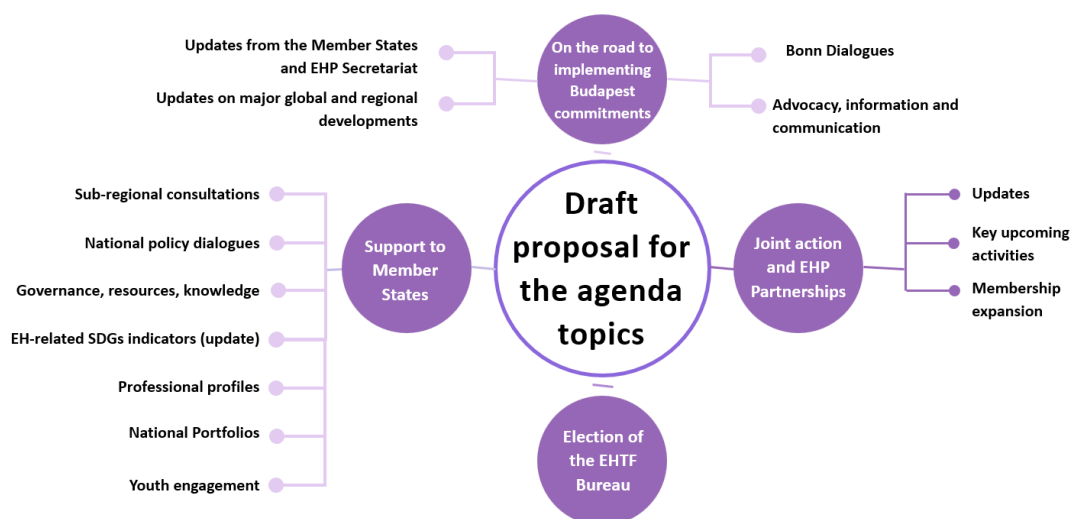 Updates from the Member States
and EHP Secretariat
Updates on major global and regional
developments
On the road to
implementing
Budapest
commitments
Bonn Dialogues
Advocacy, information and
communication
Sub-regional consultations
National policy dialogues
Governance, resources, knowledge
EH-related SDGs indicators (update)
Professional profiles
National Portfolios
Youth engagement
Support to
Member
States
Draft
proposal for
the agenda
topics
Joint action
and EHP
Partnerships
Updates
Key upcoming
activities
Membership
expansion
Election of
the EHTF
Bureau